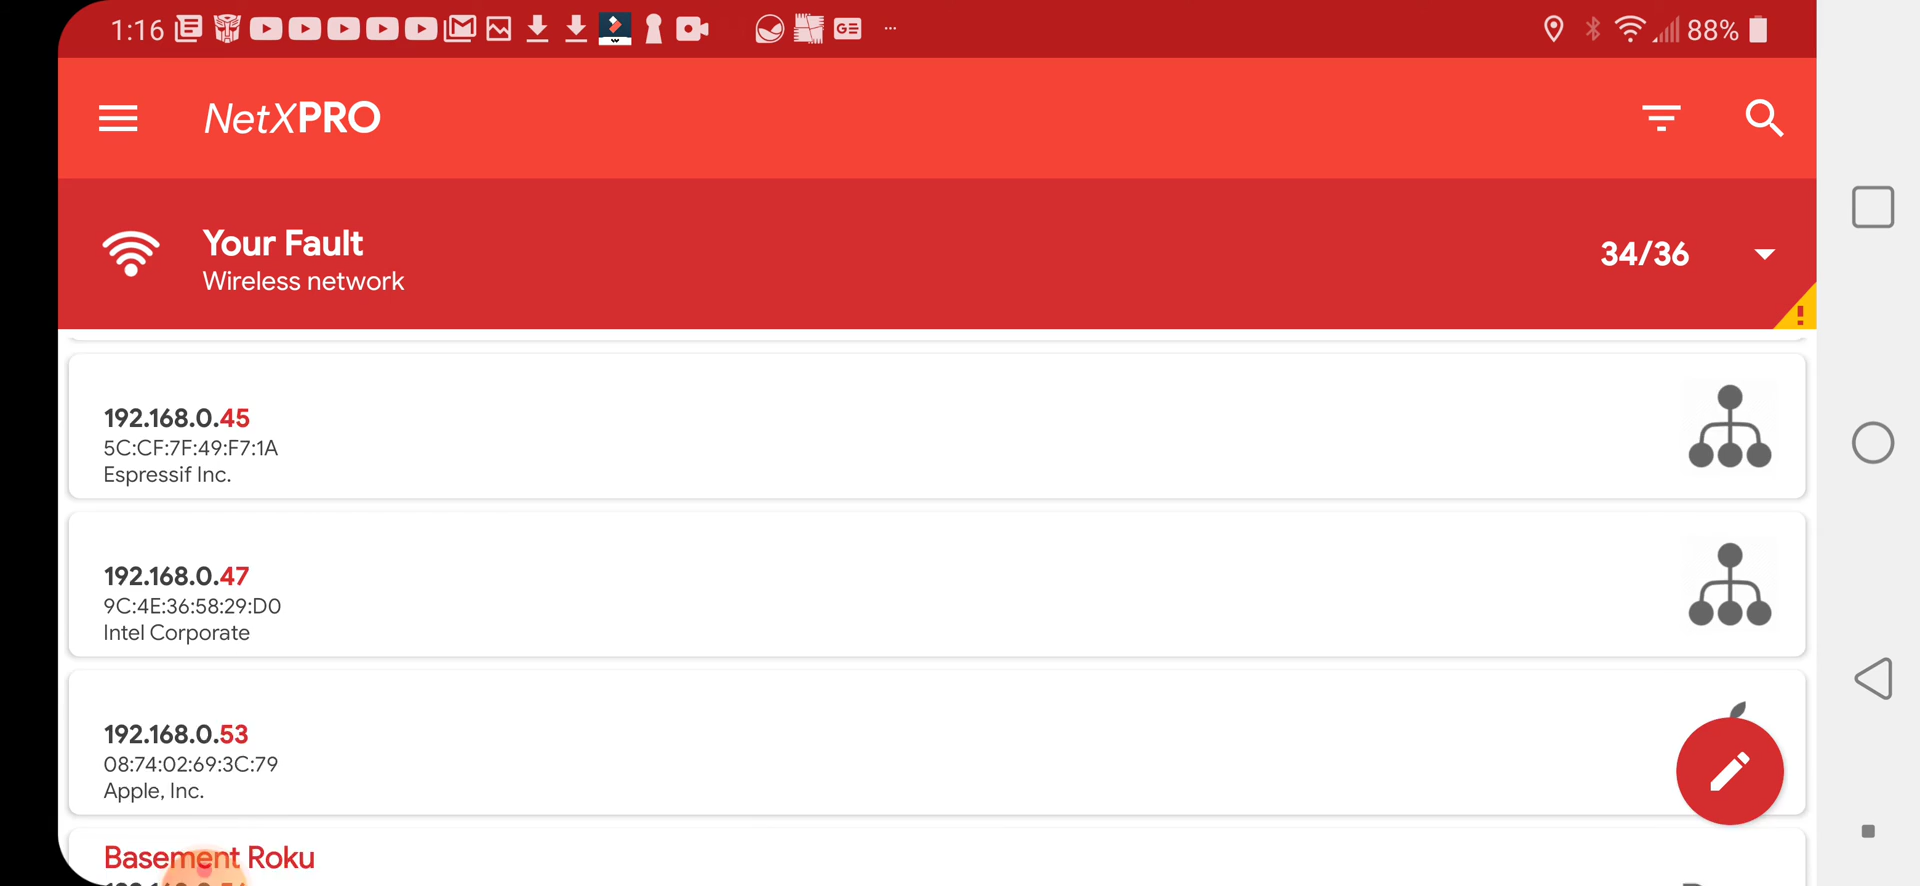 1:16 GE ... 88%
NetXPRO
Your Fault
Wireless network
34/36
192.168.0.45
5C:CF:7F:49:F7:1A
Espressif Inc.
192.168.0.47
9C:4E:36:58:29:D0
Intel Corporate
192.168.0.53
08:74:02:69:3C:79
Apple, Inc.
Basement Roku